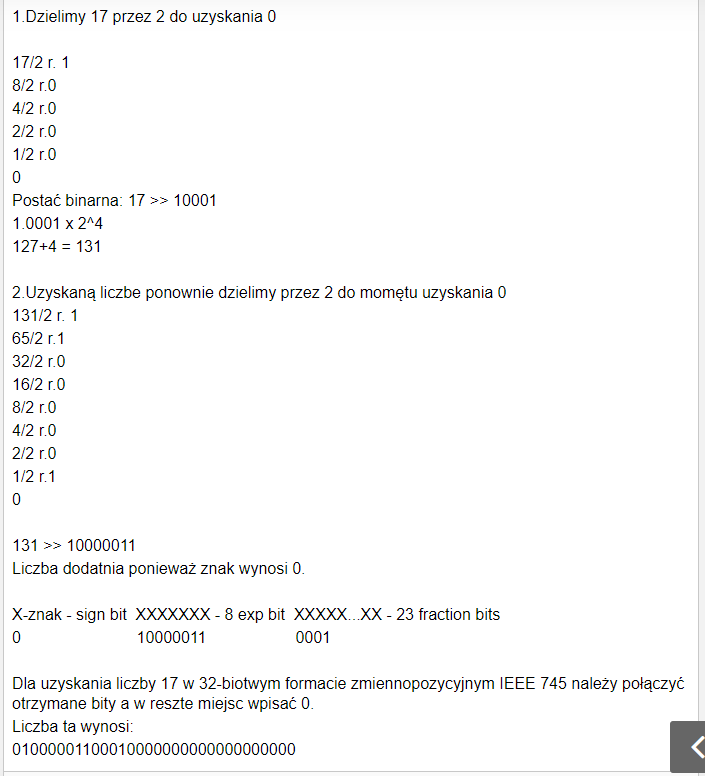 1.Dzielimy 17 przez 2 do uzyskania 0
17/2 r. 1
8/2 r.0
4/2 r.0
2/2 r.0
1/2 r.0
0
Postać binarna: 17 >> 10001
1.0001 x 2^4
127+4 = 131
2.Uzyskaną liczbe ponownie dzielimy przez 2 do momętu uzyskania 0
131/2 r. 1
65/2 r.1
32/2 r.0
16/2 r.0
8/2 r.0
4/2 r.0
2/2 r.0
1/2 r.1
0
131 >> 10000011
Liczba dodatnia ponieważ znak wynosi 0.
X-znak - sign bit XXXXXXX - 8 exp bit XXXXX...XX - 23 fraction bits
0 10000011 0001
Dla uzyskania liczby 17 w 32-biotwym formacie zmiennopozycyjnym IEEE 745 należy połączyć
otrzymane bity a w reszte miejsc wpisać 0.
Liczba ta wynosi:
01000001100010000000000000000000